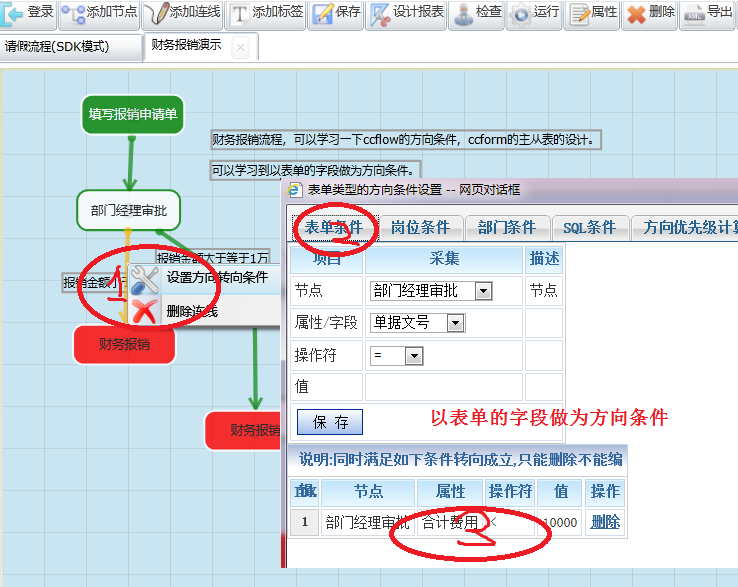 登录 添加节点 添加连线 添加标签 保存 设计报表 检查 运行 属性 删除 导出
请假流程(SDK模式) 财务报销演示
填写报销申请单
财务报销流程，可以学习一下ccflow的方向条件，ccform的主从表的设计。
可以学习到以表单的字段做为方向条件。
部门经理审批
报销金额大于等于1万
报销金额小
设置方向转向条件
删除连线
财务报销
财务报销
表单类型的方向条件设置 -- 网页对话框
表单条件 岗位条件 部门条件 SQL条件 方向优先级计算
项目 采集 描述
节点 部门经理审批 节点
属性/字段 单据文号
操作符 =
值
保 存
以表单的字段做为方向条件
说明:同时满足如下条件转向成立,只能删除不能编
节点 属性 操作符 值 操作
1 部门经理审批 合计费用 < 10000 删除
1
2
3